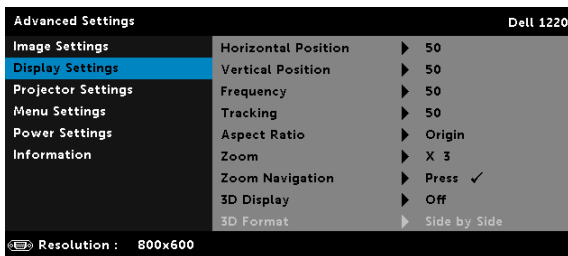 Advanced Settings Dell 1220
Image Settings
Display Settings
Projector Settings
Menu Settings
Power Settings
Information
Horizontal Position 50
Vertical Position 50
Frequency 50
Tracking 50
Aspect Ratio Origin
Zoom X 3
Zoom Navigation Press ✓
3D Display Off
3D Format Side by Side
Resolution : 800x600